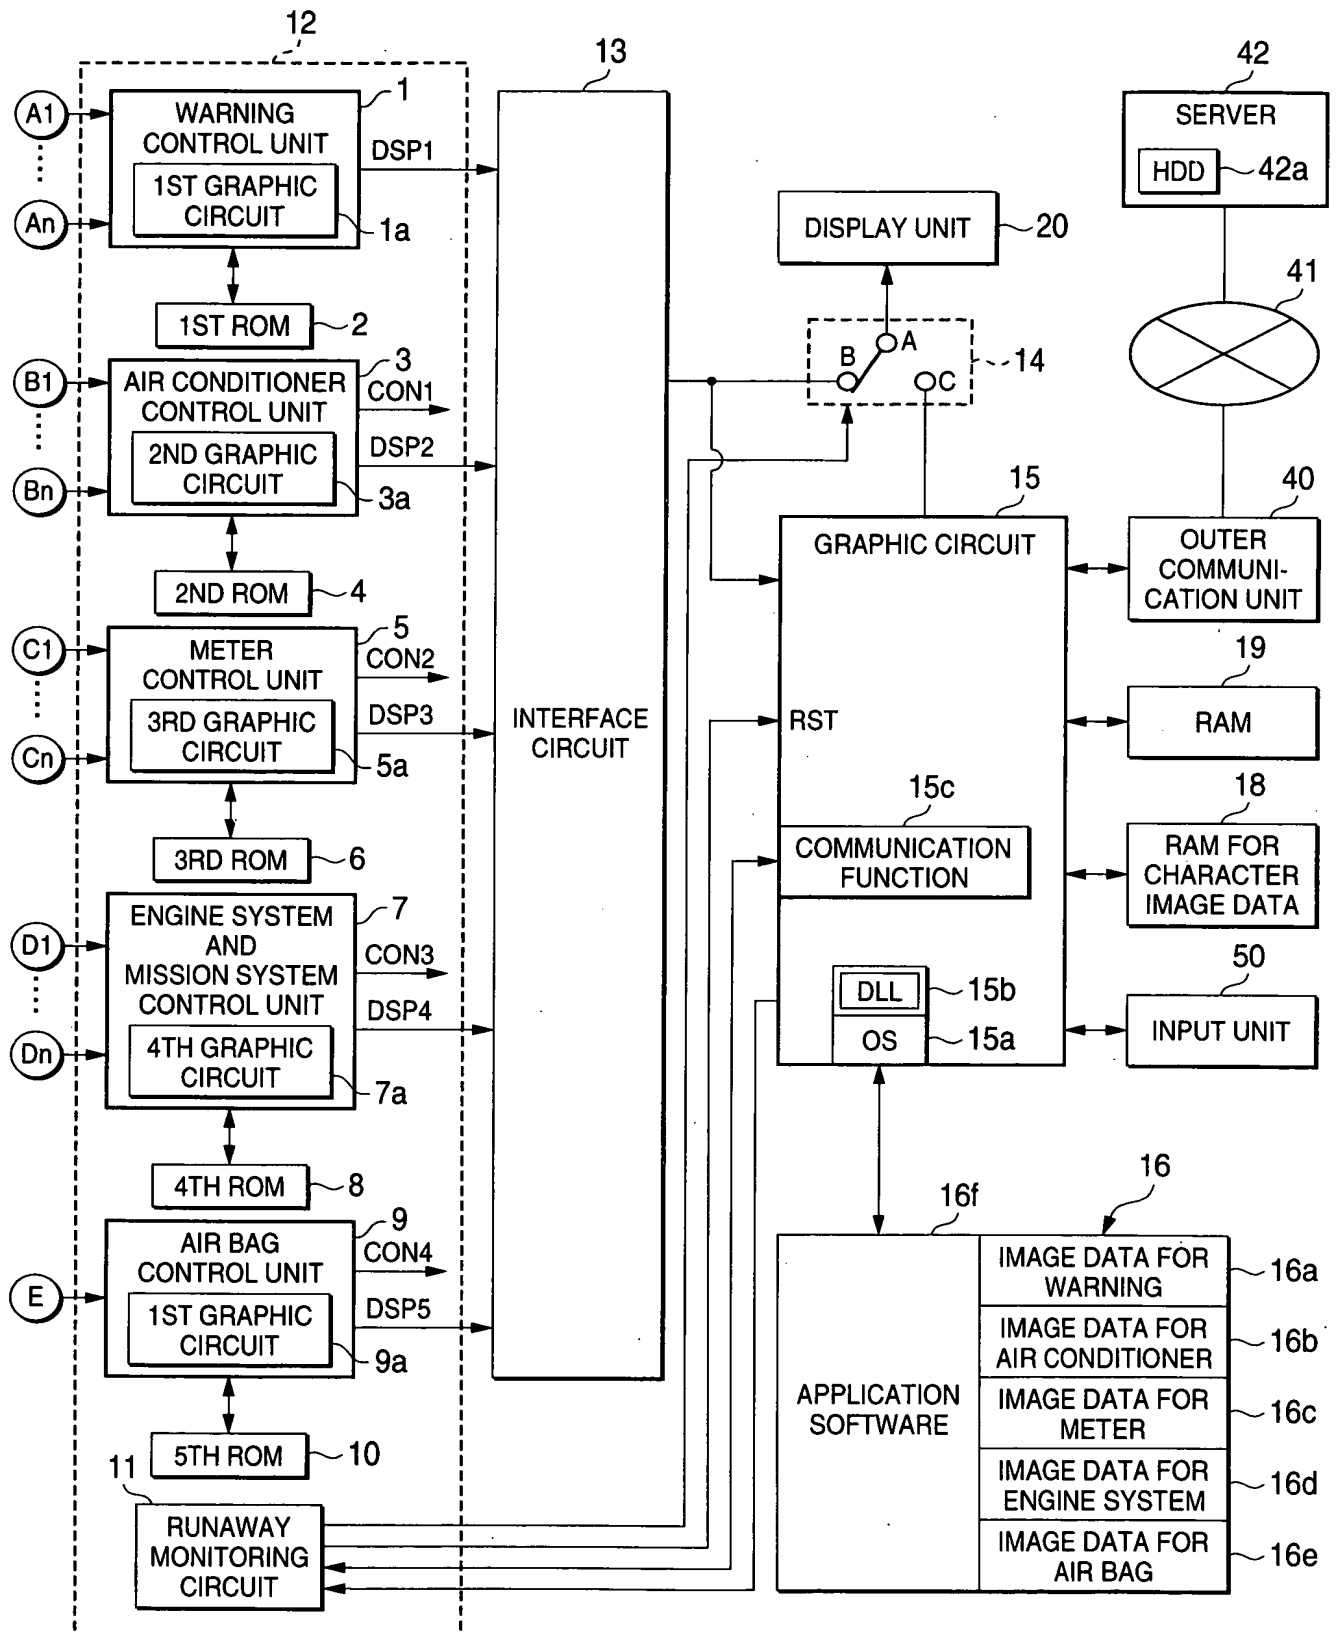 12
A1
An
WARNING
CONTROL UNIT
1
1ST GRAPHIC
CIRCUIT
1a
DSP1
1ST ROM
2
B1
Bn
AIR CONDITIONER
CONTROL UNIT
3
CON1
2ND GRAPHIC
CIRCUIT
3a
DSP2
2ND ROM
4
C1
Cn
METER
CONTROL UNIT
5
CON2
3RD GRAPHIC
CIRCUIT
5a
DSP3
3RD ROM
6
D1
Dn
ENGINE SYSTEM
AND
MISSION SYSTEM
CONTROL UNIT
7
CON3
4TH GRAPHIC
CIRCUIT
7a
DSP4
4TH ROM
8
E
AIR BAG
CONTROL UNIT
9
CON4
1ST GRAPHIC
CIRCUIT
9a
DSP5
5TH ROM
10
11
RUNAWAY
MONITORING
CIRCUIT
13
INTERFACE
CIRCUIT
DISPLAY UNIT
20
A
B
C
14
42
SERVER
HDD
42a
41
15
GRAPHIC CIRCUIT
RST
15c
COMMUNICATION
FUNCTION
DLL
15b
OS
15a
40
OUTER
COMMUNI-
CATION UNIT
19
RAM
18
RAM FOR
CHARACTER
IMAGE DATA
50
INPUT UNIT
16f
16
APPLICATION
SOFTWARE
IMAGE DATA FOR
WARNING
16a
IMAGE DATA FOR
AIR CONDITIONER
16b
IMAGE DATA FOR
METER
16c
IMAGE DATA FOR
ENGINE SYSTEM
16d
IMAGE DATA FOR
AIR BAG
16e